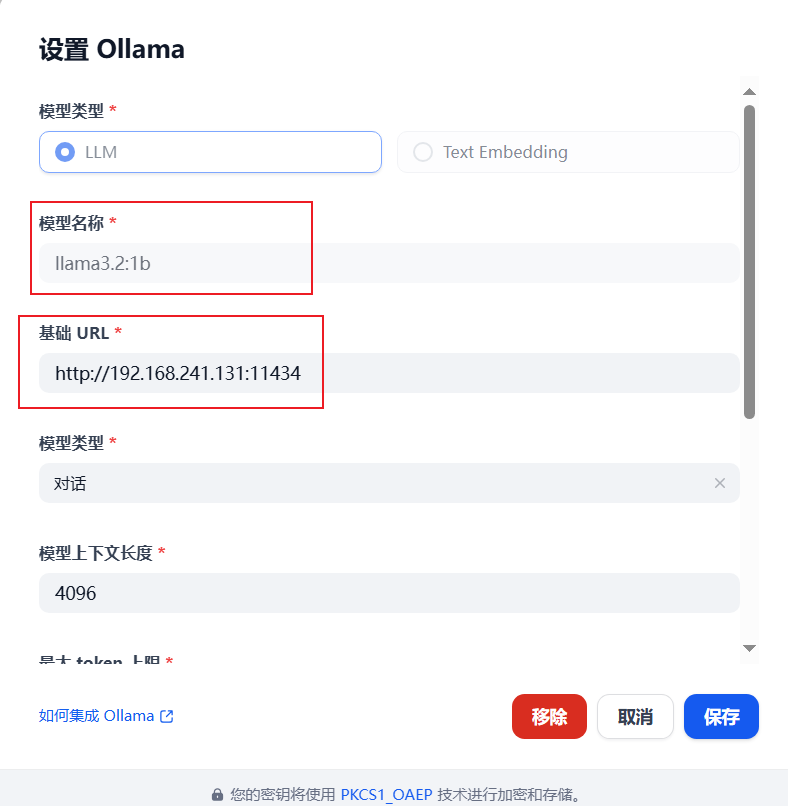 设置 Ollama
模型类型 *
LLM
Text Embedding
模型名称 *
llama3.2:1b
基础 URL *
http://192.168.241.131:11434
模型类型 *
对话
模型上下文长度 *
4096
最大 token 上限 *
如何集成 Ollama
移除
取消
保存
您的密钥将使用 PKCS1_OAEP 技术进行加密和存储。